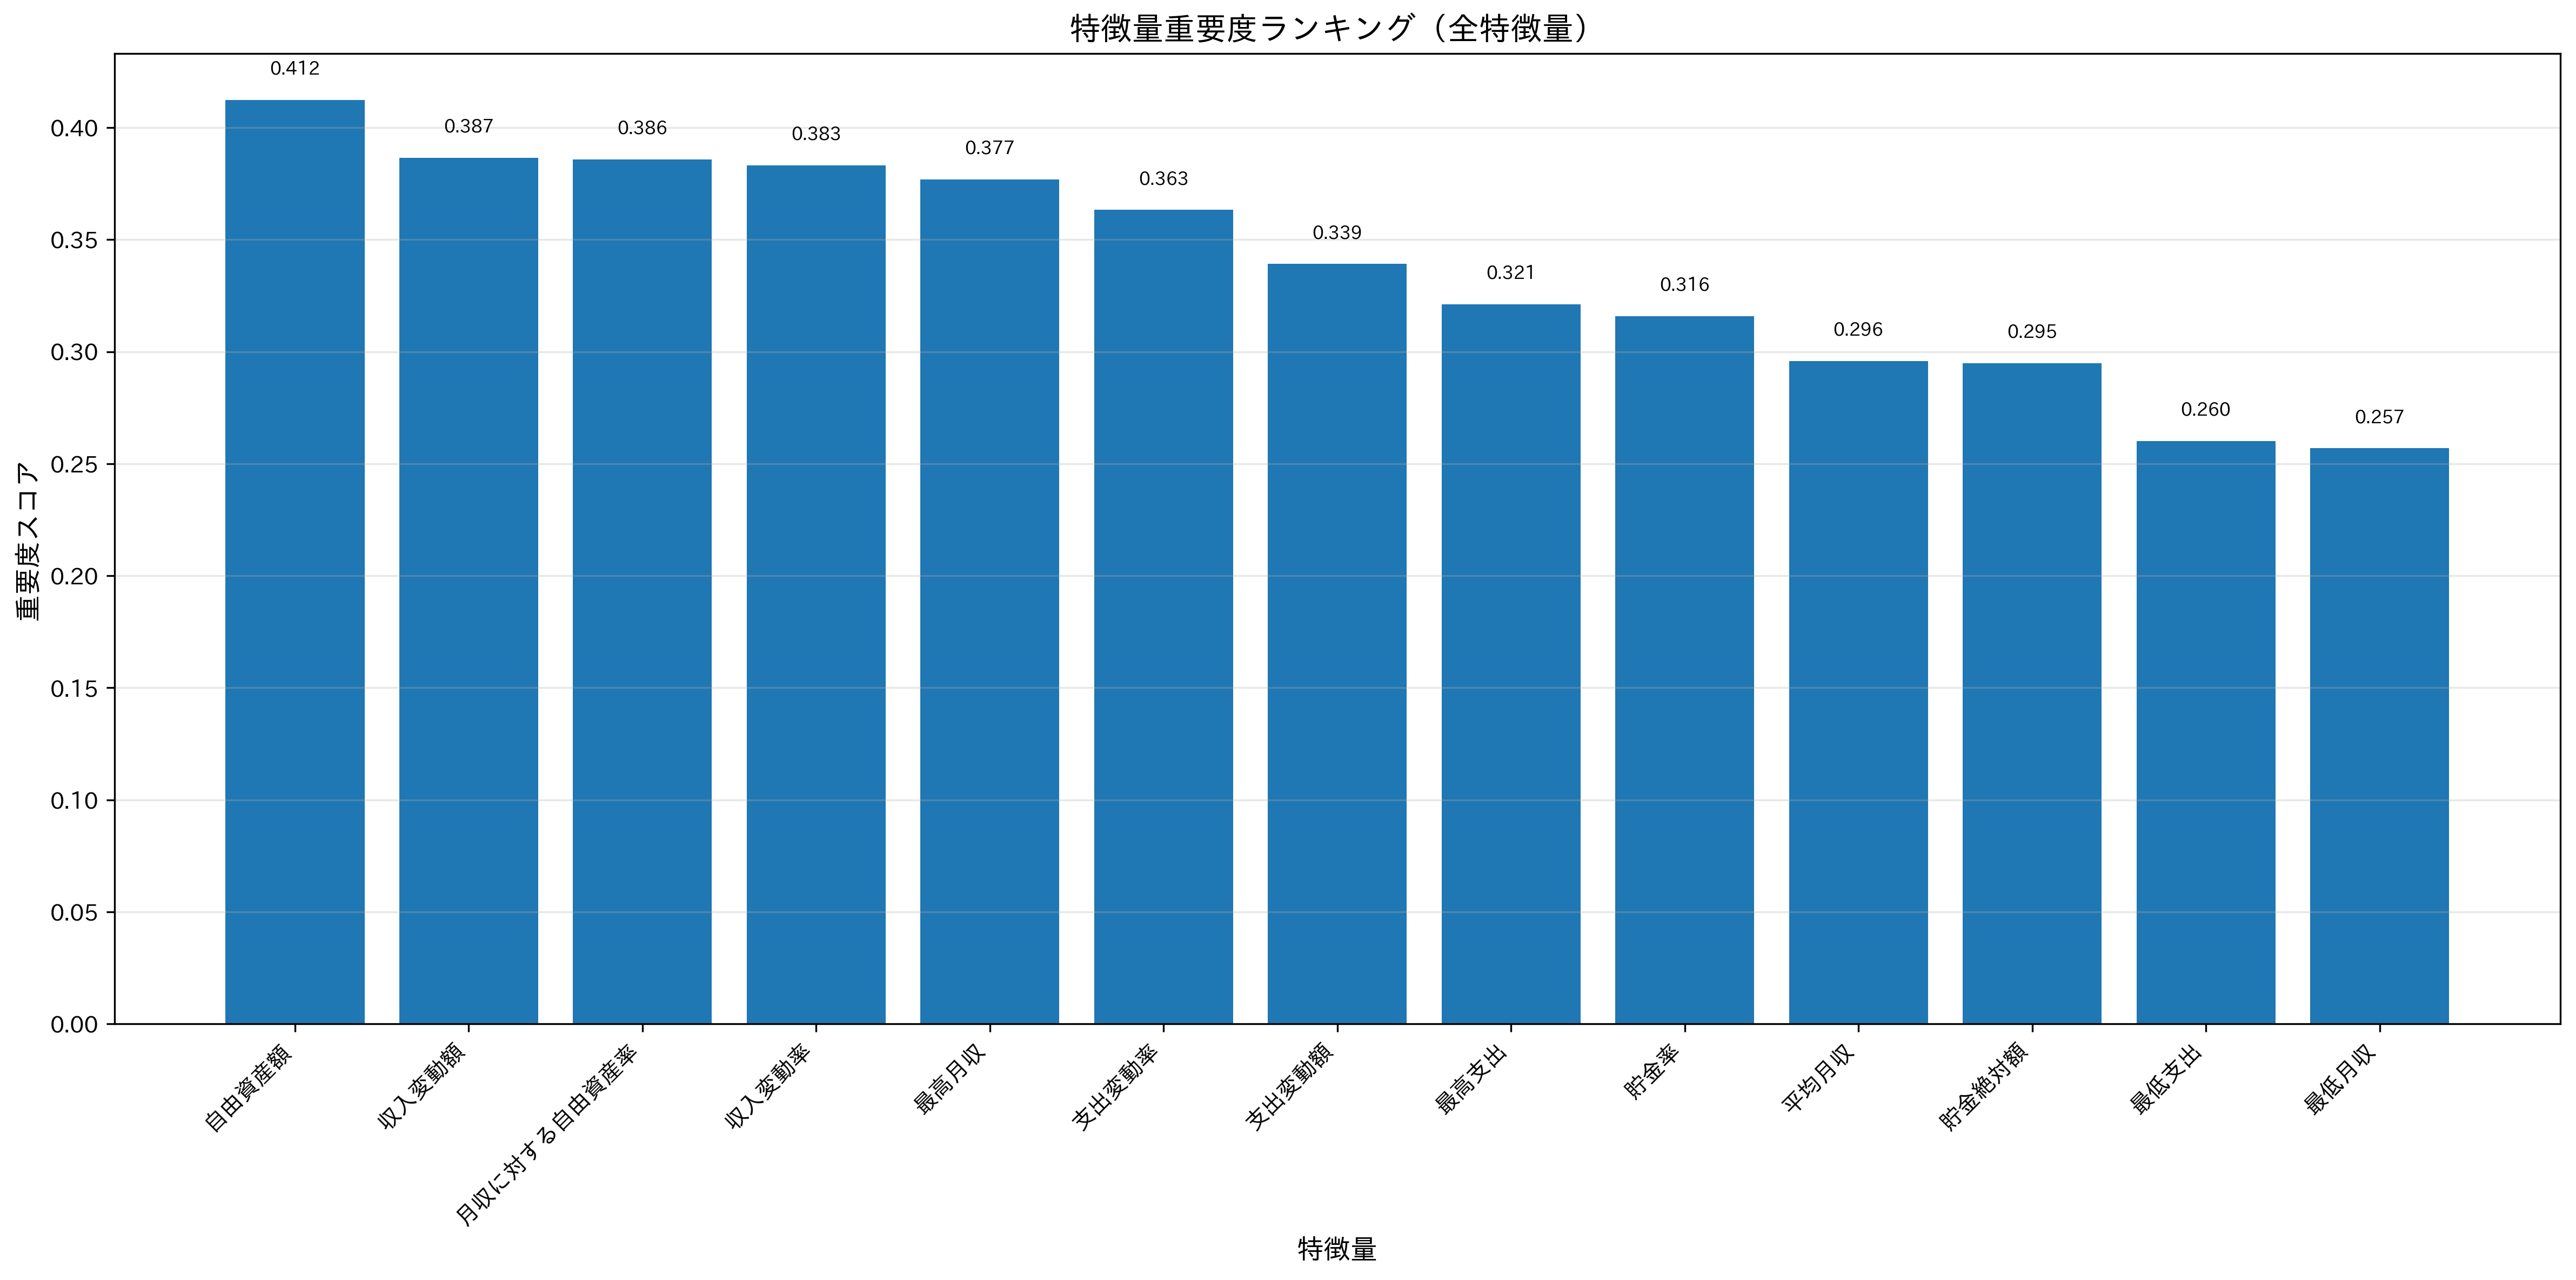 特徴量重要度ランキング（全特徴量）
重要度スコア
0.40
0.35
0.30
0.25
0.20
0.15
0.10
0.05
0.00
0.412
0.387
0.386
0.383
0.377
0.363
0.339
0.321
0.316
0.296
0.295
0.260
0.257
自由資産額
収入変動額
月収に対する自由資産率
収入変動率
最高月収
支出変動率
支出変動額
最高支出
貯金率
平均月収
貯金絶対額
最低支出
最低月収
特徴量